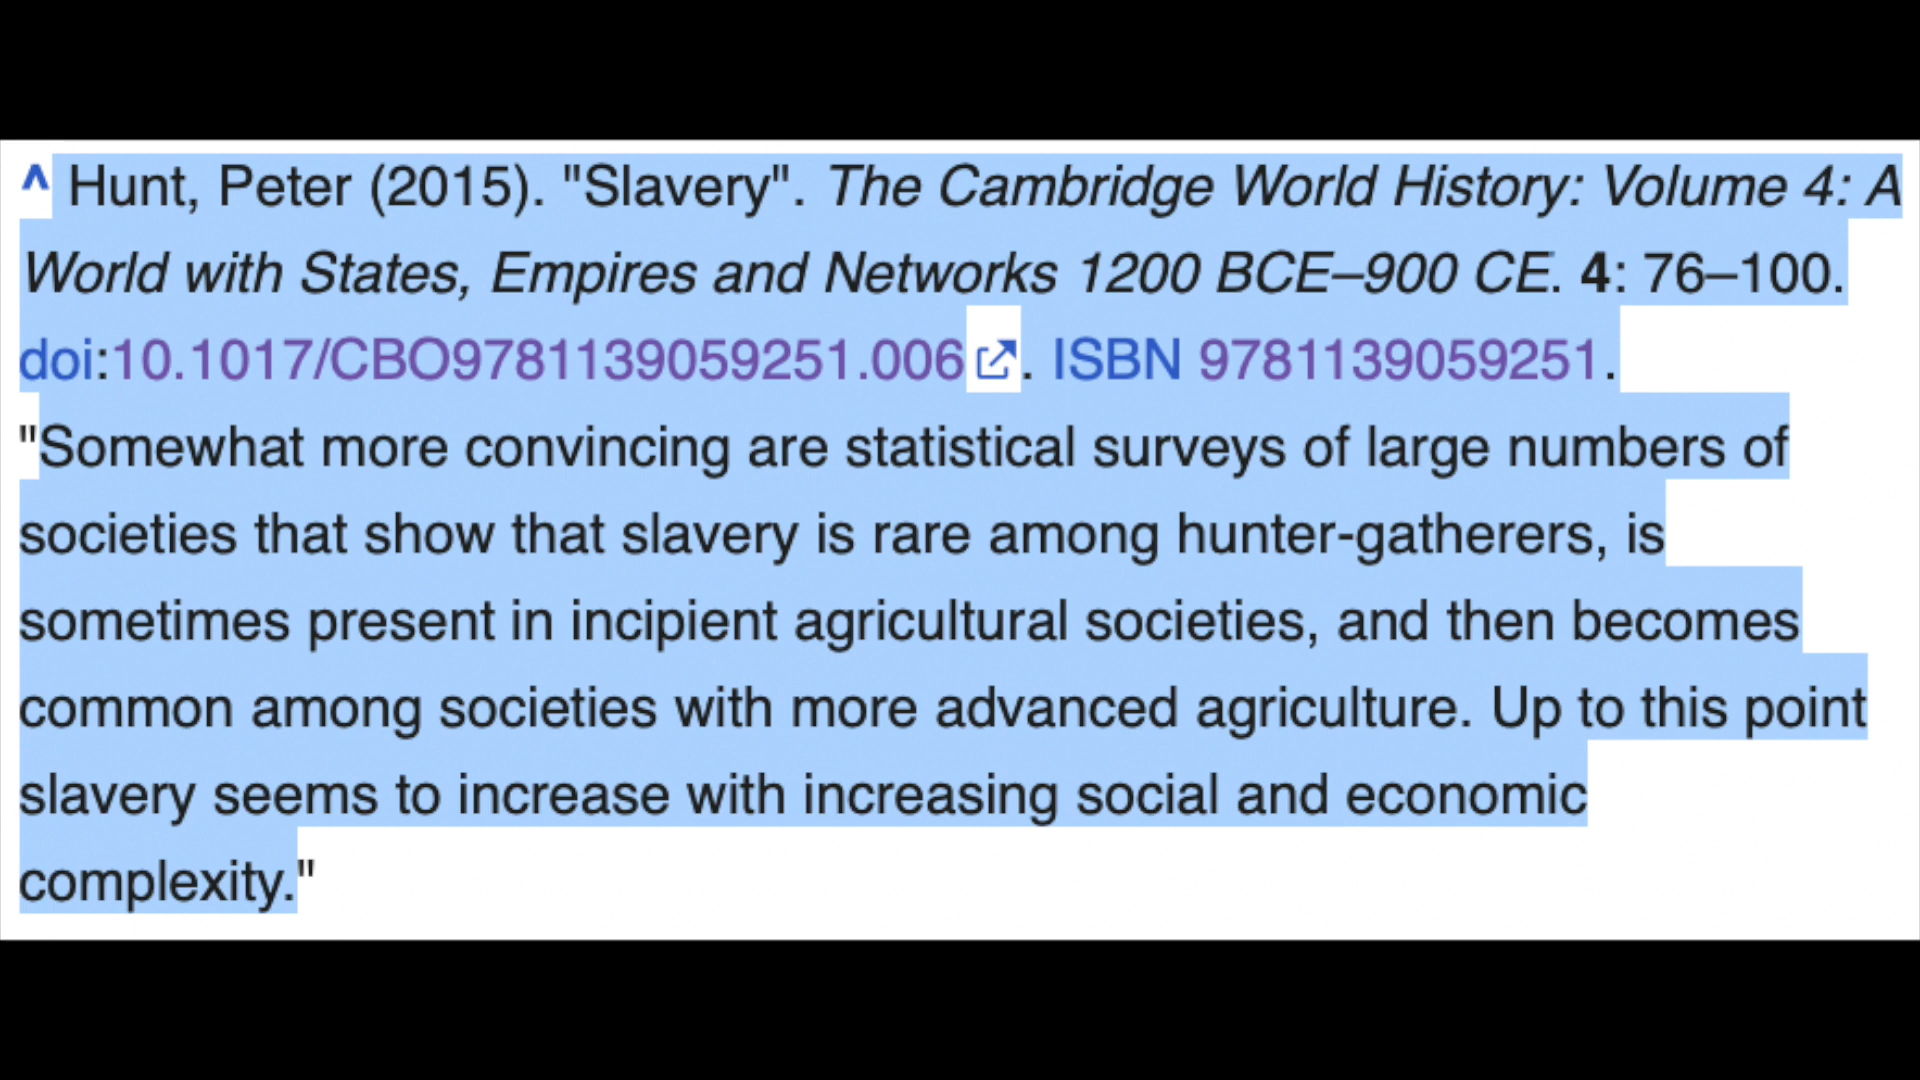 ^ Hunt, Peter (2015). "Slavery". The Cambridge World History: Volume 4: A
World with States, Empires and Networks 1200 BCE–900 CE. 4: 76–100.
doi:10.1017/CBO9781139059251.006. ISBN 9781139059251.
"Somewhat more convincing are statistical surveys of large numbers of
societies that show that slavery is rare among hunter-gatherers, is
sometimes present in incipient agricultural societies, and then becomes
common among societies with more advanced agriculture. Up to this point
slavery seems to increase with increasing social and economic
complexity."